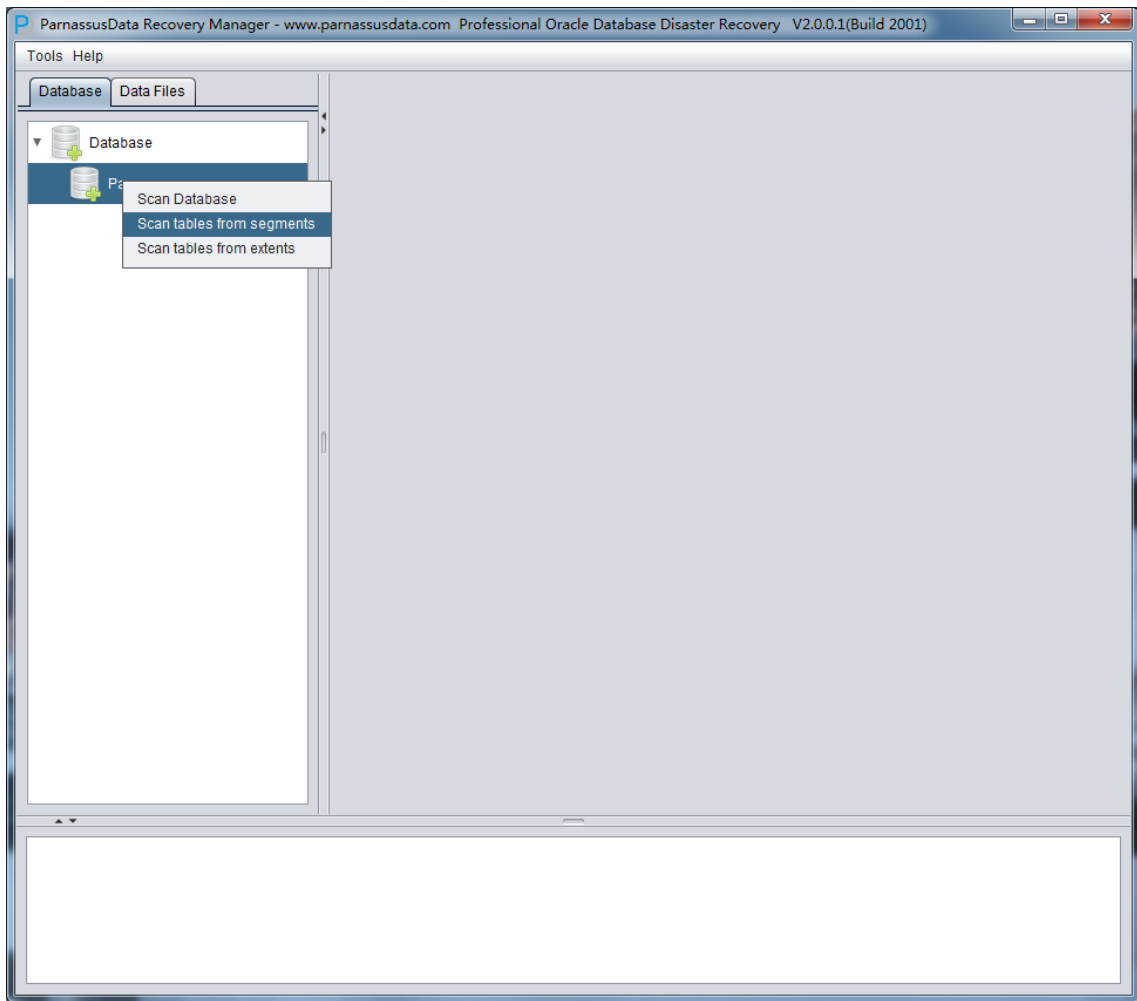 P ParnassusData Recovery Manager - www.parnassusdata.com Professional Oracle Database Disaster Recovery V2.0.0.1(Build 2001)
Tools Help
Database Data Files
Database
Scan Database
Scan tables from segments
Scan tables from extents